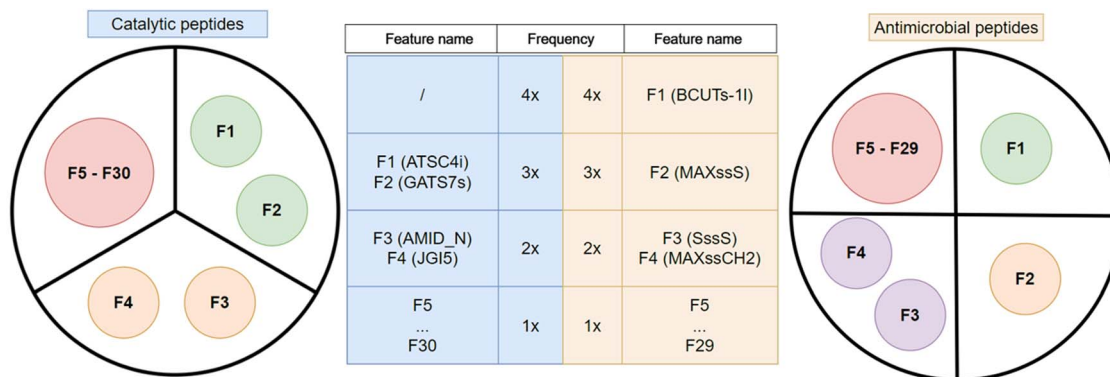 Catalytic peptides
F1
F5 - F30
F2
F4
F3
Feature name
Frequency
Feature name
/
4x
4x
F1 (BCUTs-1l)
F1 (ATSC4i)
F2 (GATS7s)
3x
3x
F2 (MAXssS)
F3 (AMID_N)
F4 (JGI5)
2x
2x
F3 (SssS)
F4 (MAXssCH2)
F5
...
F30
1x
1x
F5
...
F29
Antimicrobial peptides
F5 - F29
F1
F4
F3
F2